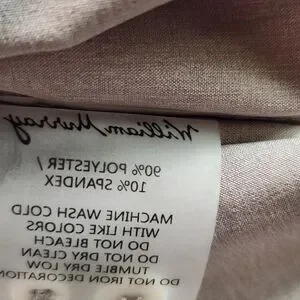 William Murray
90% POLYESTER /
10% SPANDEX
MACHINE WASH COLD
WITH LIKE COLORS
DO NOT BLEACH
DO NOT DRY CLEAN
TUMBLE DRY LOW
DO NOT IRON DECORATION